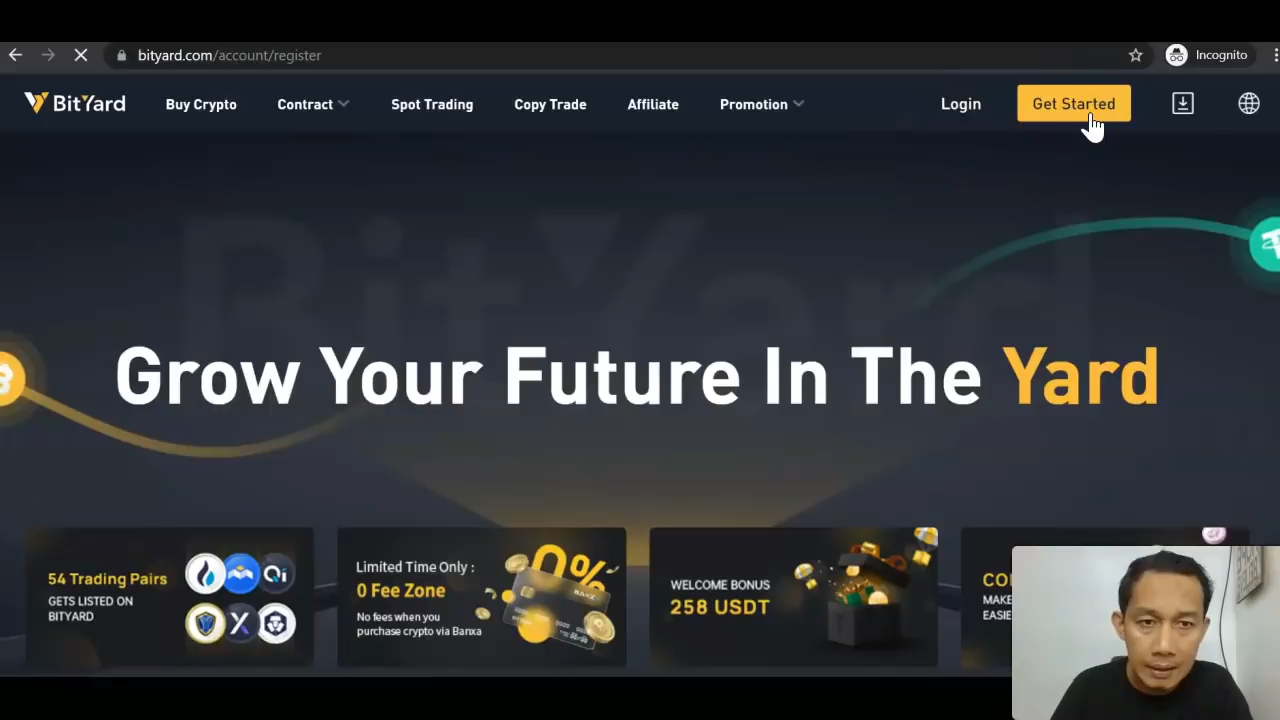 bityard.com/account/register
Incognito
BitYard
Buy Crypto
Contract
Spot Trading
Copy Trade
Affiliate
Promotion
Login
Get Started
BitYard
Grow Your Future In The Yard
54 Trading Pairs
GETS LISTED ON
BITYARD
Limited Time Only :
0 Fee Zone
No fees when you
purchase crypto via Banxa
0%
BANXA
WELCOME BONUS
258 USDT